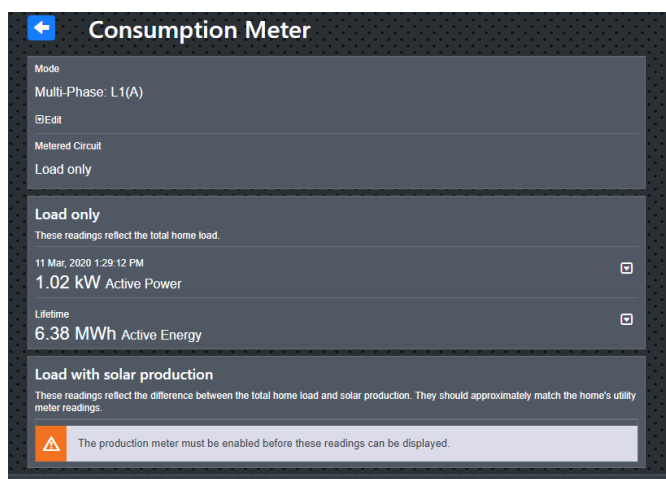 Consumption Meter
Mode
Multi-Phase: L1(A)
Edit
Metered Circuit
Load only
Load only
These readings reflect the total home load.
11 Mar, 2020 1:29:12 PM
1.02 kW Active Power
Lifetime
6.38 MWh Active Energy
Load with solar production
These readings reflect the difference between the total home load and solar production. They should approximately match the home's utility
meter readings.
The production meter must be enabled before these readings can be displayed.